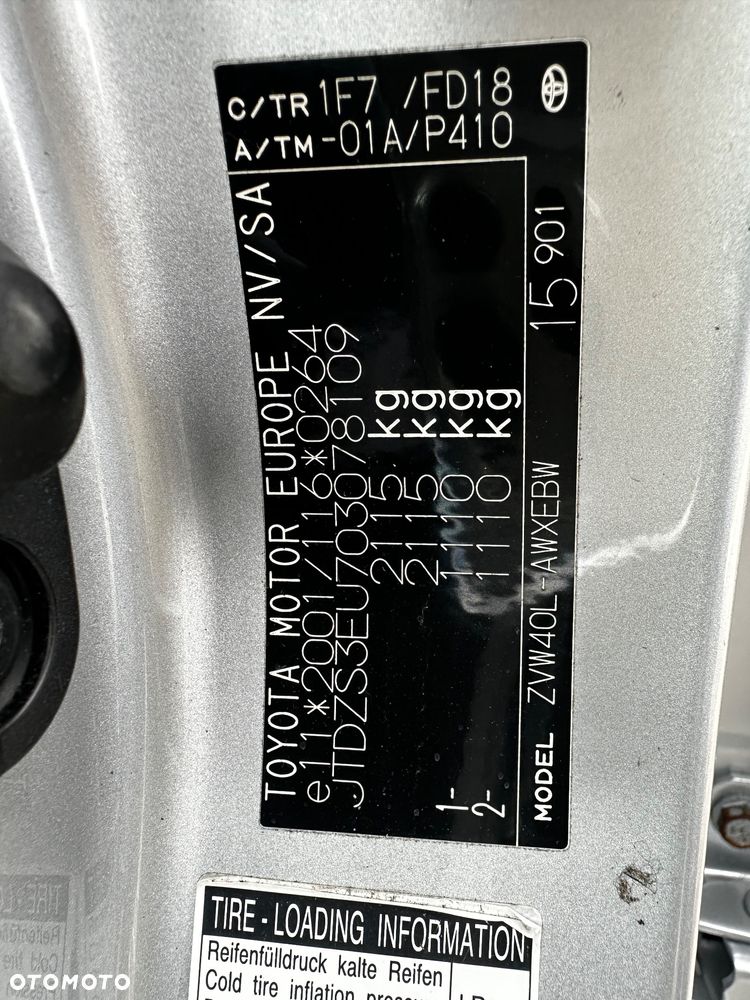 C/TR 1F7 /FD18
A/TM -01A/P410
TOYOTA MOTOR EUROPE NV/SA
e11*2001/116*0264
JTDZS3EU703078109
2115 kg
2115 kg
1- 1110 kg
2- 1110 kg
MODEL ZVW40L-AWXEBW 15 901
TIRE - LOADING INFORMATION
Reifenfülldruck kalte Reifen
Cold tire inflation
OTOMOTO